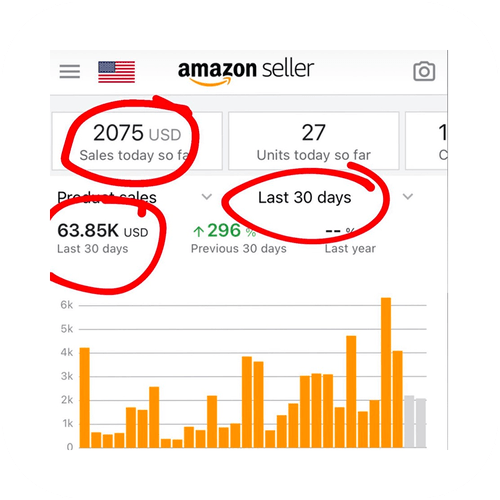 amazon seller
2075 USD
Sales today so fa
27
Units today so far
1
C
Product sales
Last 30 days
63.85K USD
Last 30 days
↑ 296 %
Previous 30 days
-- %
Last year
6k
5k
4k
3k
2k
1k
0